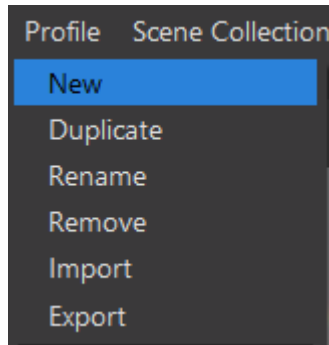 Profile Scene Collection
New
Duplicate
Rename
Remove
Import
Export